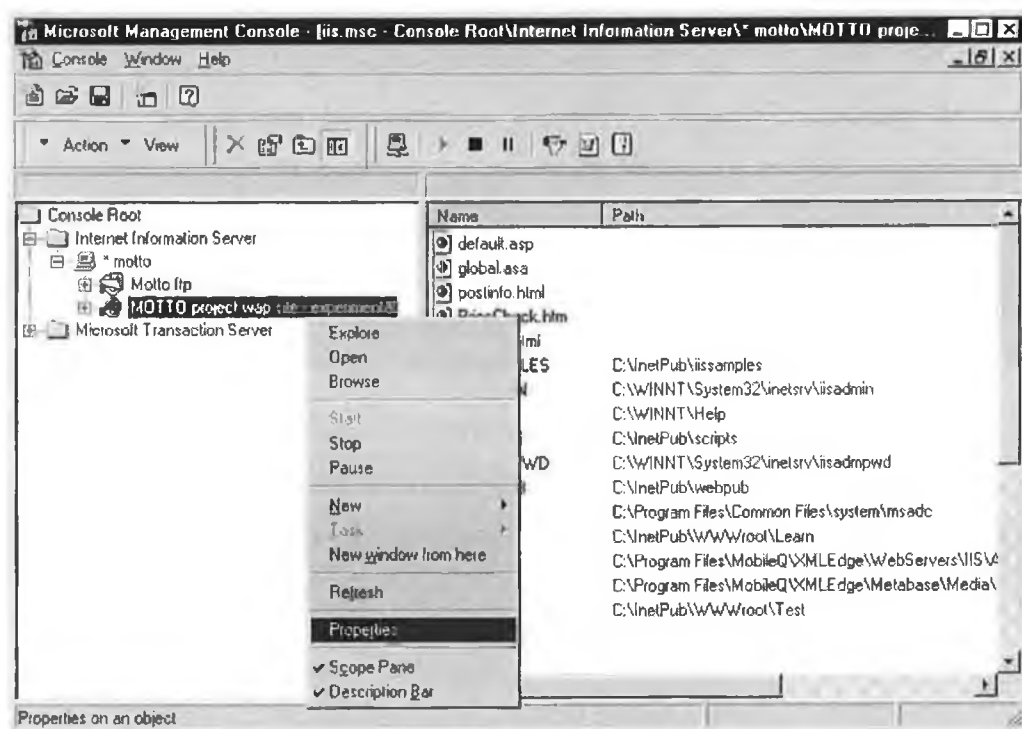 Microsoft Management Console - [iis.msc - Console Root\Internet Information Server\* motto\MOTTO proje...
Console Window Help
Action View
Console Root
Internet Information Server
* motto
Motto ftp
MOTTO project wap
Microsoft Transaction Server
Name Path
default.asp
global.asa
postinfo.html
.htm
LES C:\InetPub\iissamples
C:\WINNT\System32\inetsrv\iisadmin
C:\WINNT\Help
C:\InetPub\scripts
WD C:\WINNT\System32\inetsrv\iisadmpwd
C:\InetPub\webpub
C:\Program Files\Common Files\system\msadc
C:\InetPub\WWWroot\Learn
C:\Program Files\MobileQ\XMLEdge\WebServers\IIS\
C:\Program Files\MobileQ\XMLEdge\Metabase\Media\
C:\InetPub\WWWroot\Test
Explore
Open
Browse
Start
Stop
Pause
New
Task
New window from here
Refresh
Properties
Scope Pane
Description Bar
Properties on an object